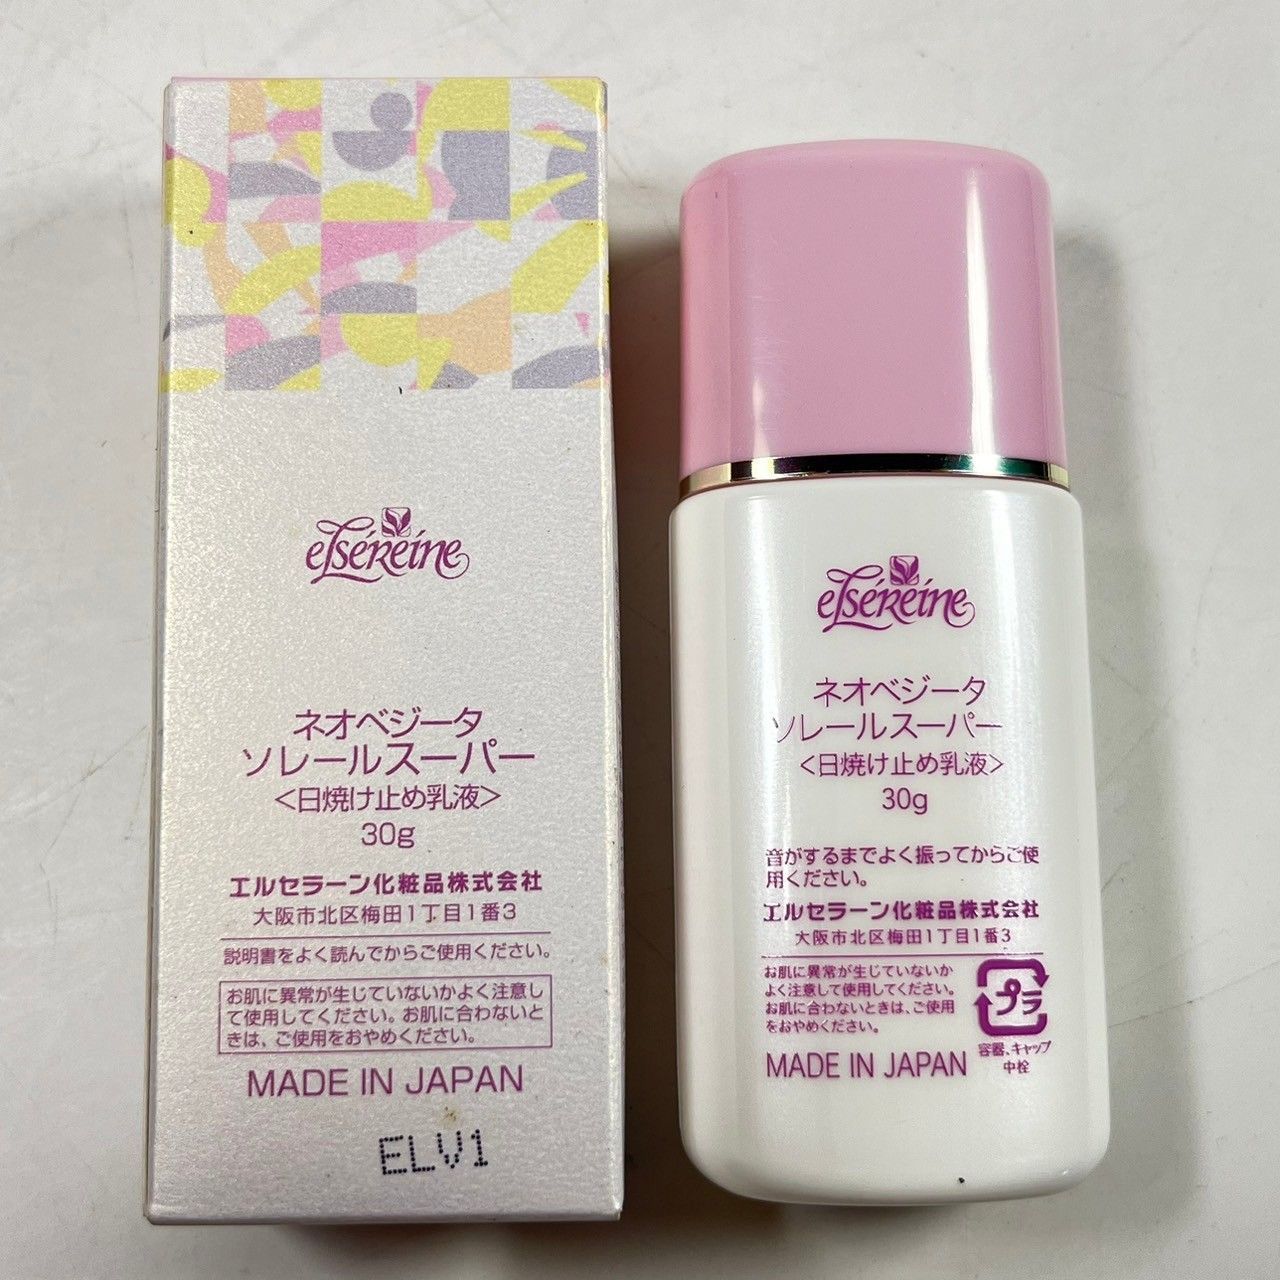 elséreine
ネオベジータ
ソレールスーパー
<日焼け止め乳液>
30g
エルセラーン化粧品株式会社
大阪市北区梅田1丁目1番3
説明書をよく読んでからご使用ください。
お肌に異常が生じていないかよく注意し
て使用してください。お肌に合わないと
きは、ご使用をおやめください。
MADE IN JAPAN
ELV1
elséreine
ネオベジータ
ソレールスーパー
<日焼け止め乳液>
30g
音がするまでよく振ってからご使
用ください。
エルセラーン化粧品株式会社
大阪市北区梅田1丁目1番3
お肌に異常が生じていないか
よく注意して使用してください。
お肌に合わないときは、ご使用
をおやめください。
MADE IN JAPAN
プラ
容器、キャップ
中栓